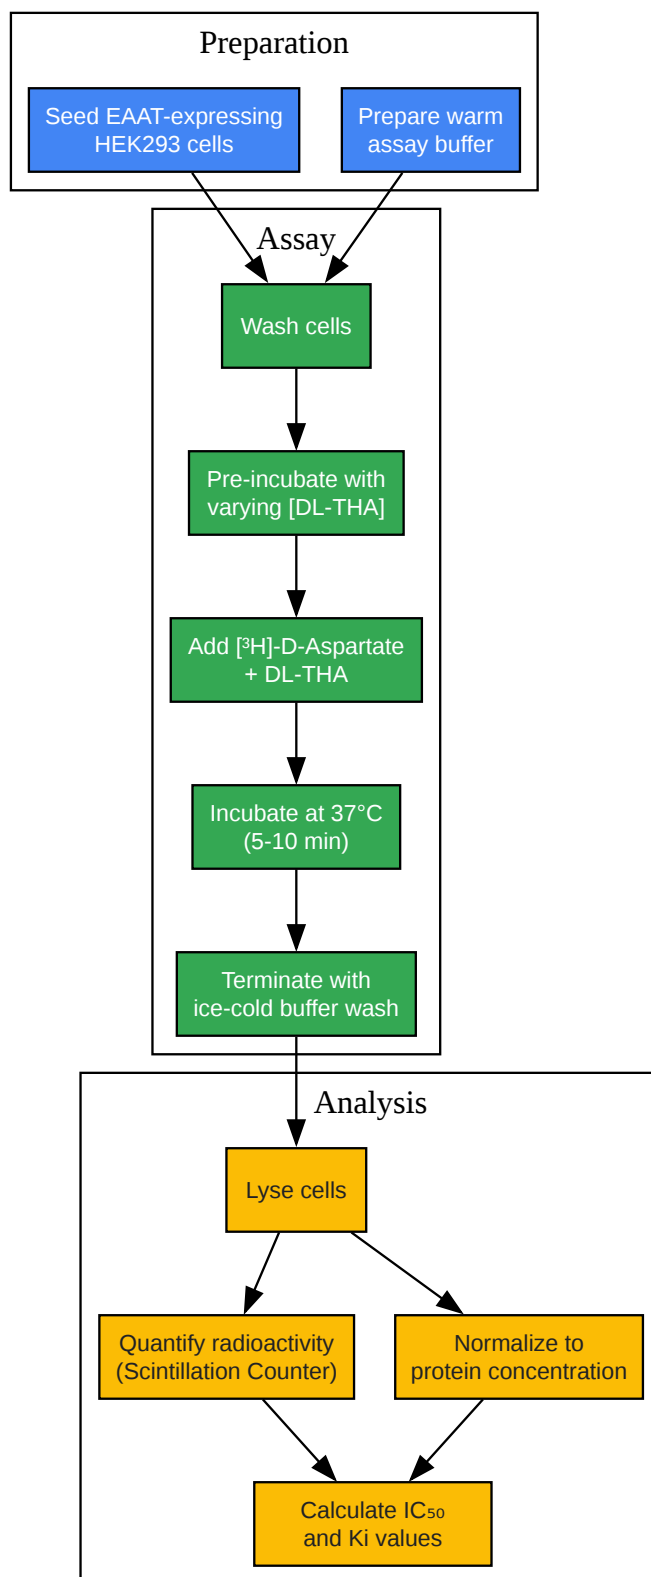 Preparation
Seed EAAT-expressing
HEK293 cells
Prepare warm
assay buffer
Assay
Wash cells
Pre-incubate with
varying [DL-THA]
Add [³H]-D-Aspartate
+ DL-THA
Incubate at 37°C
(5-10 min)
Terminate with
ice-cold buffer wash
Analysis
Lyse cells
Quantify radioactivity
(Scintillation Counter)
Normalize to
protein concentration
Calculate IC₅₀
and Ki values